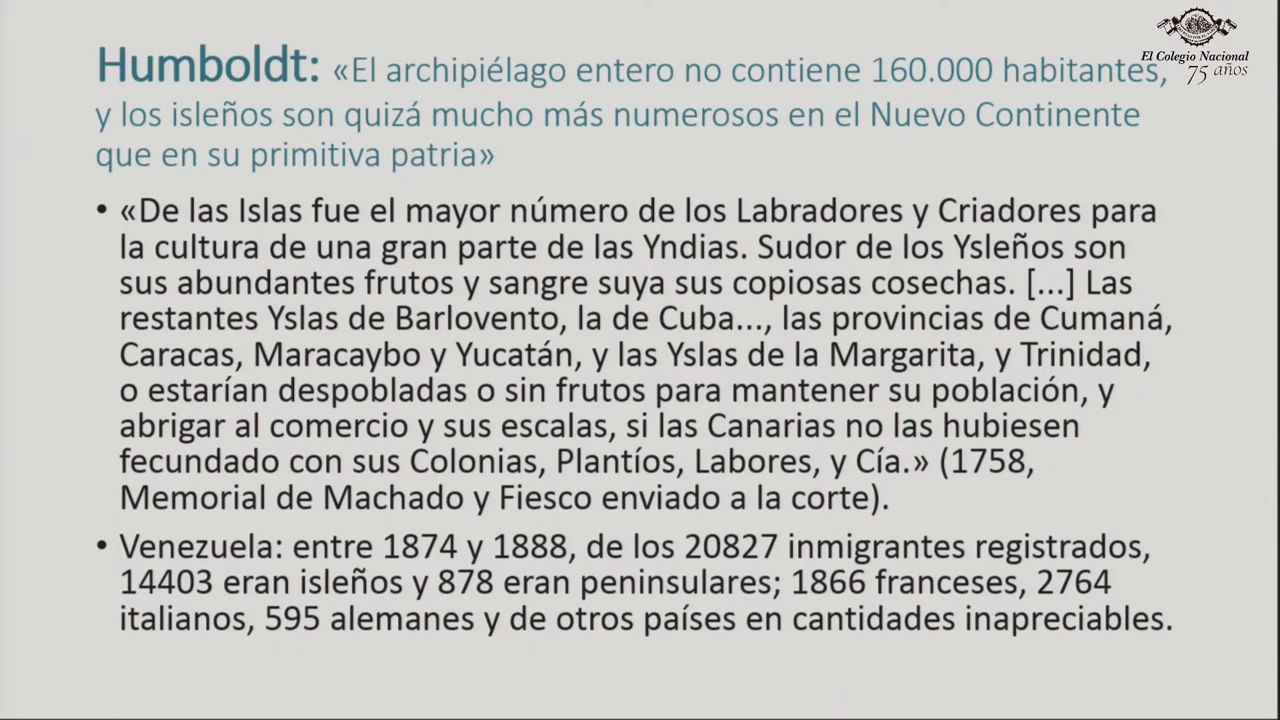 El Colegio Nacional
75 años
Humboldt: «El archipiélago entero no contiene 160.000 habitantes,
y los isleños son quizá mucho más numerosos en el Nuevo Continente
que en su primitiva patria»
• «De las Islas fue el mayor número de los Labradores y Criadores para
la cultura de una gran parte de las Yndias. Sudor de los Ysleños son
sus abundantes frutos y sangre suya sus copiosas cosechas. [...] Las
restantes Yslas de Barlovento, la de Cuba..., las provincias de Cumaná,
Caracas, Maracaybo y Yucatán, y las Yslas de la Margarita, y Trinidad,
o estarían despobladas o sin frutos para mantener su población, y
abrigar al comercio y sus escalas, si las Canarias no las hubiesen
fecundado con sus Colonias, Plantíos, Labores, y Cía.» (1758,
Memorial de Machado y Fiesco enviado a la corte).
• Venezuela: entre 1874 y 1888, de los 20827 inmigrantes registrados,
14403 eran isleños y 878 eran peninsulares; 1866 franceses, 2764
italianos, 595 alemanes y de otros países en cantidades inapreciables.